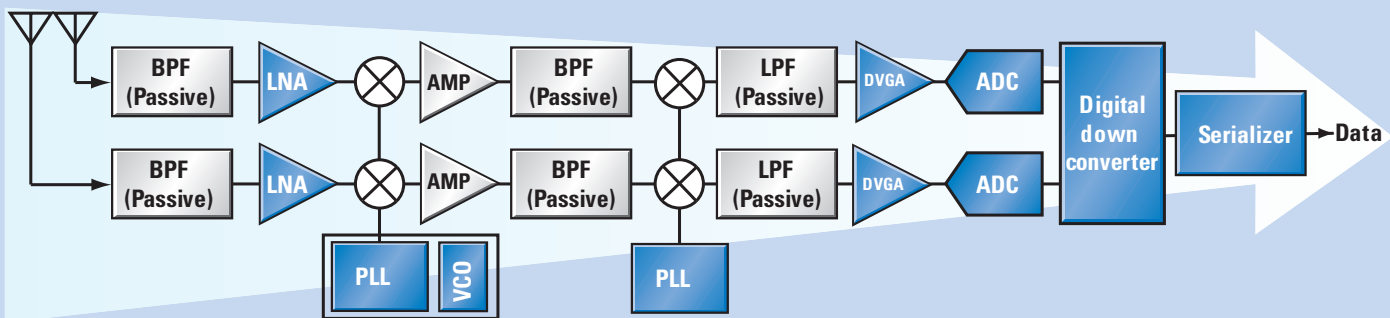 BPF
(Passive)
LNA
AMP
BPF
(Passive)
LPF
(Passive)
DVGA
ADC
Digital
down
converter
Serializer
Data
BPF
(Passive)
LNA
AMP
BPF
(Passive)
LPF
(Passive)
DVGA
ADC
PLL
VCO
PLL